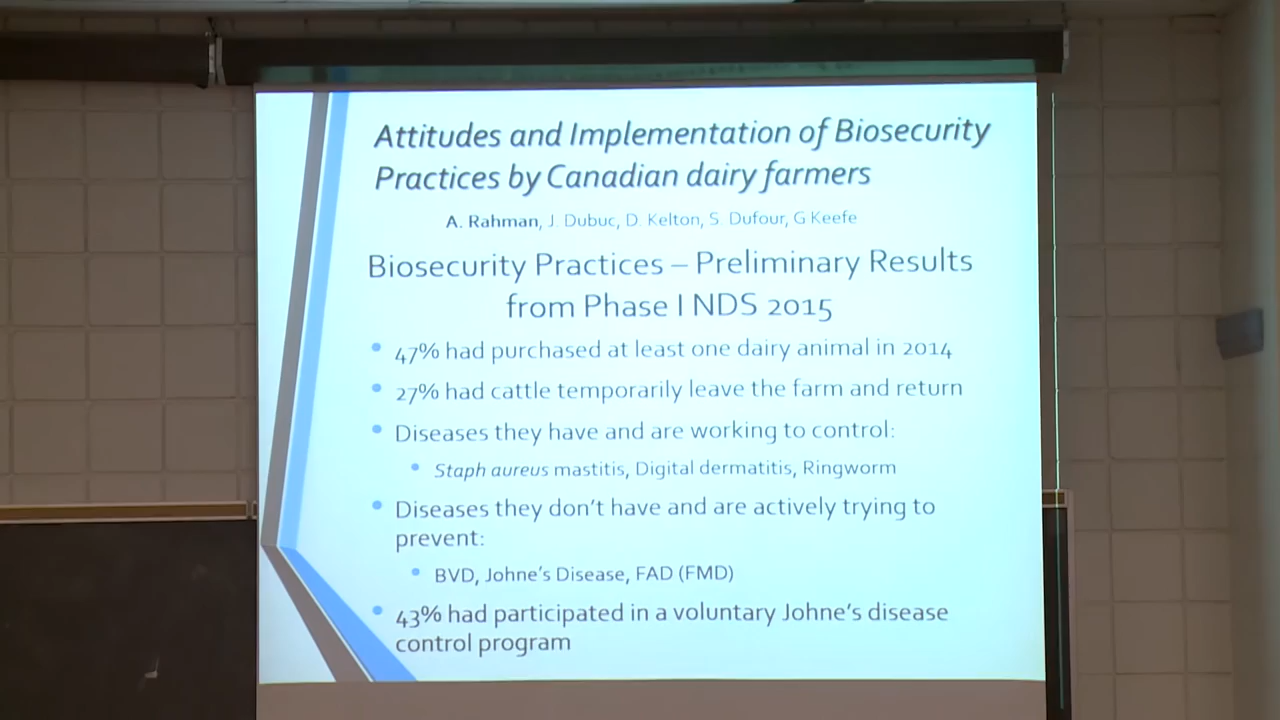 Attitudes and Implementation of Biosecurity
Practices by Canadian dairy farmers
A. Rahman, J. Dubuc, D. Kelton, S. Dufour, G Keefe
Biosecurity Practices – Preliminary Results
from Phase I NDS 2015
• 47% had purchased at least one dairy animal in 2014
• 27% had cattle temporarily leave the farm and return
• Diseases they have and are working to control:
• Staph aureus mastitis, Digital dermatitis, Ringworm
• Diseases they don't have and are actively trying to
prevent:
• BVD, Johne's Disease, FAD (FMD)
• 43% had participated in a voluntary Johne's disease
control program